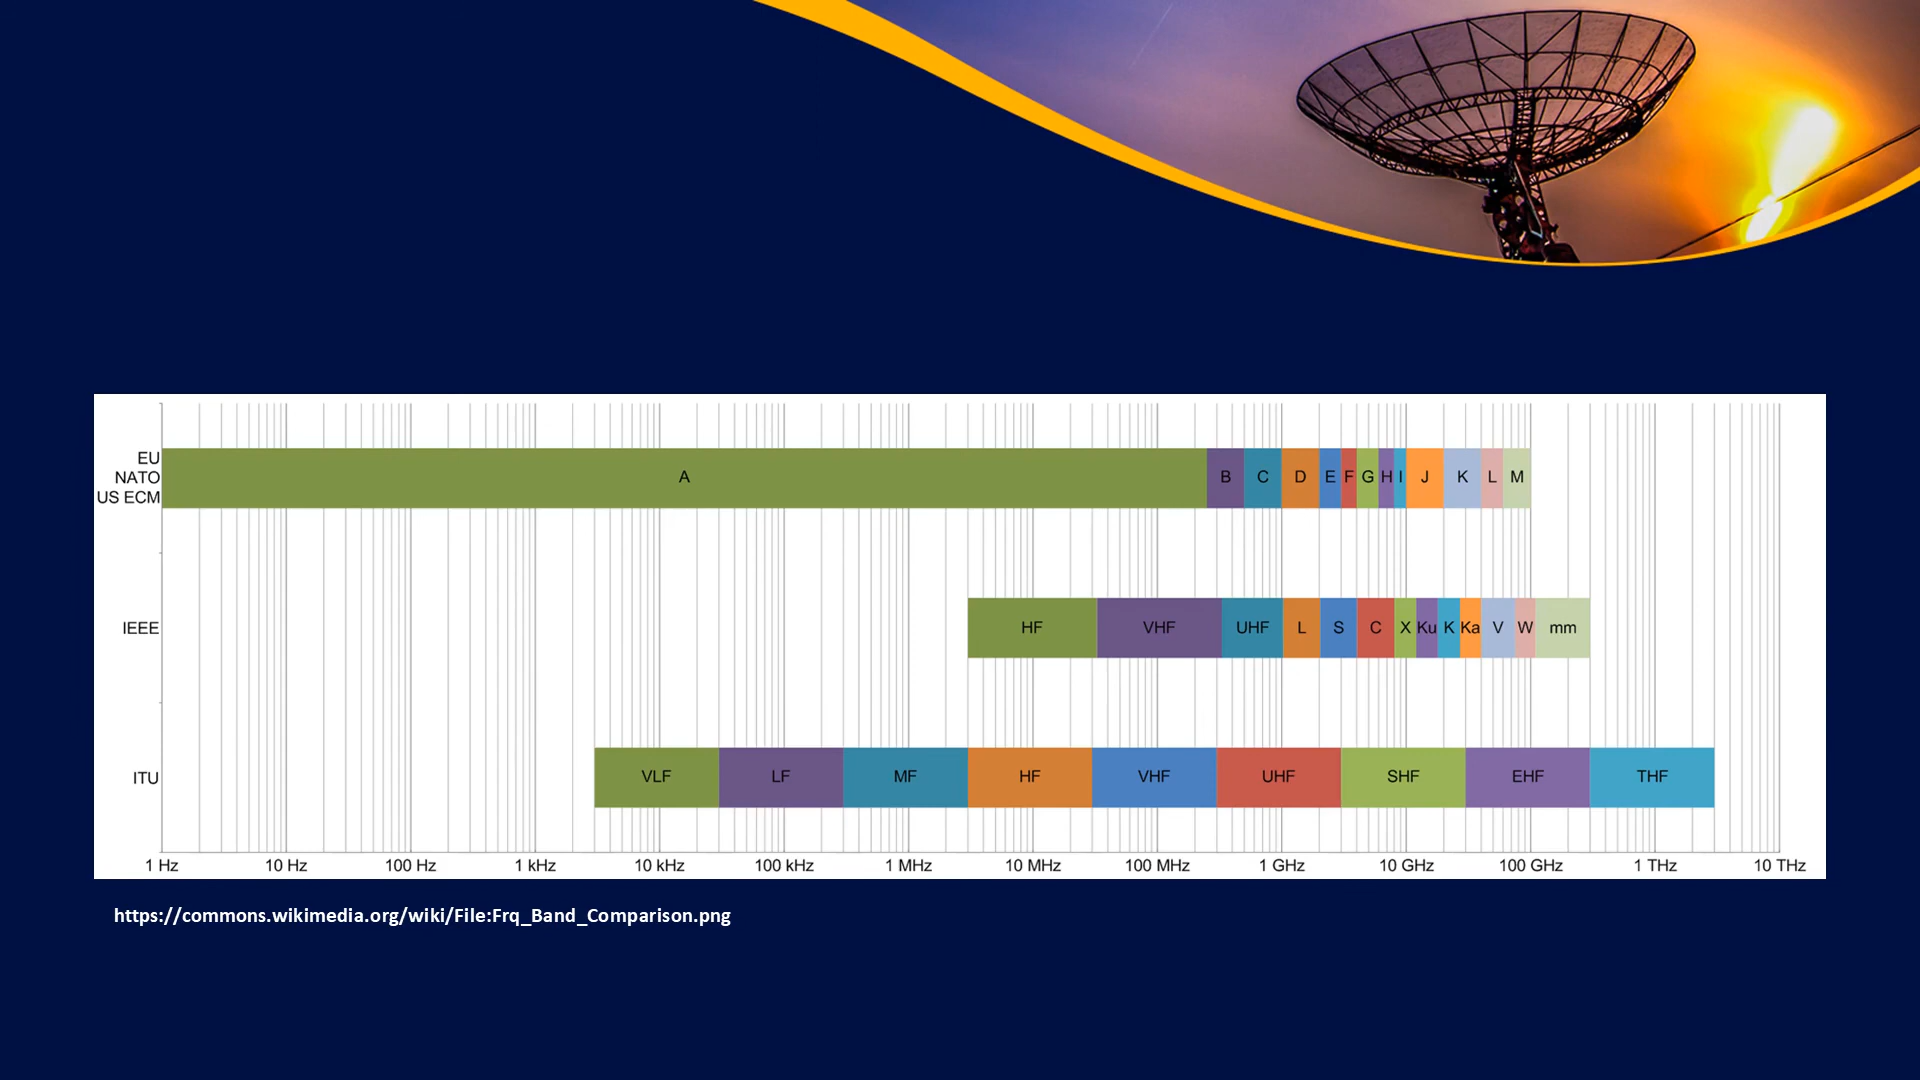 EU
NATO
US ECM
A B C D E F G H I J K L M
IEEE
HF VHF UHF L S C X Ku K Ka V W mm
ITU
VLF LF MF HF VHF UHF SHF EHF THF
1 Hz 10 Hz 100 Hz 1 kHz 10 kHz 100 kHz 1 MHz 10 MHz 100 MHz 1 GHz 10 GHz 100 GHz 1 THz 10 THz
https://commons.wikimedia.org/wiki/File:Frq_Band_Comparison.png